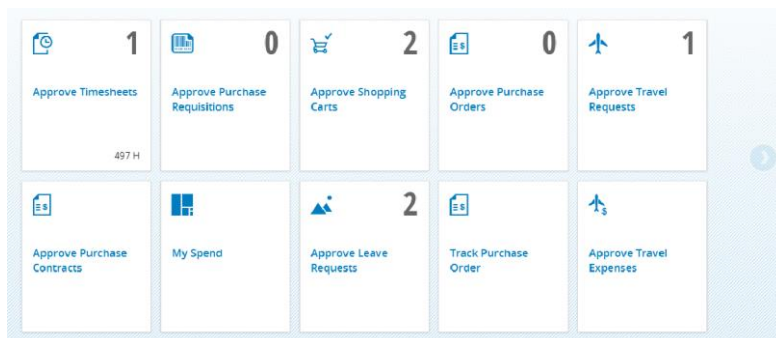 1
Approve Timesheets
497 H
0
Approve Purchase
Requisitions
2
Approve Shopping
Carts
0
Approve Purchase
Orders
1
Approve Travel
Requests
Approve Purchase
Contracts
My Spend
2
Approve Leave
Requests
Track Purchase
Order
Approve Travel
Expenses